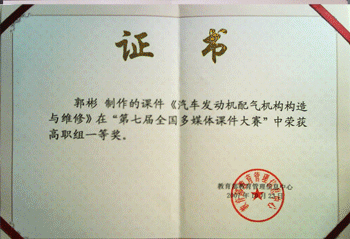 证 书
郭彬 制作的课件《汽车发动机配气机构构造
与维修》在“第七届全国多媒体课件大赛”中荣获
高职组一等奖。
教育部教育管理信息中心